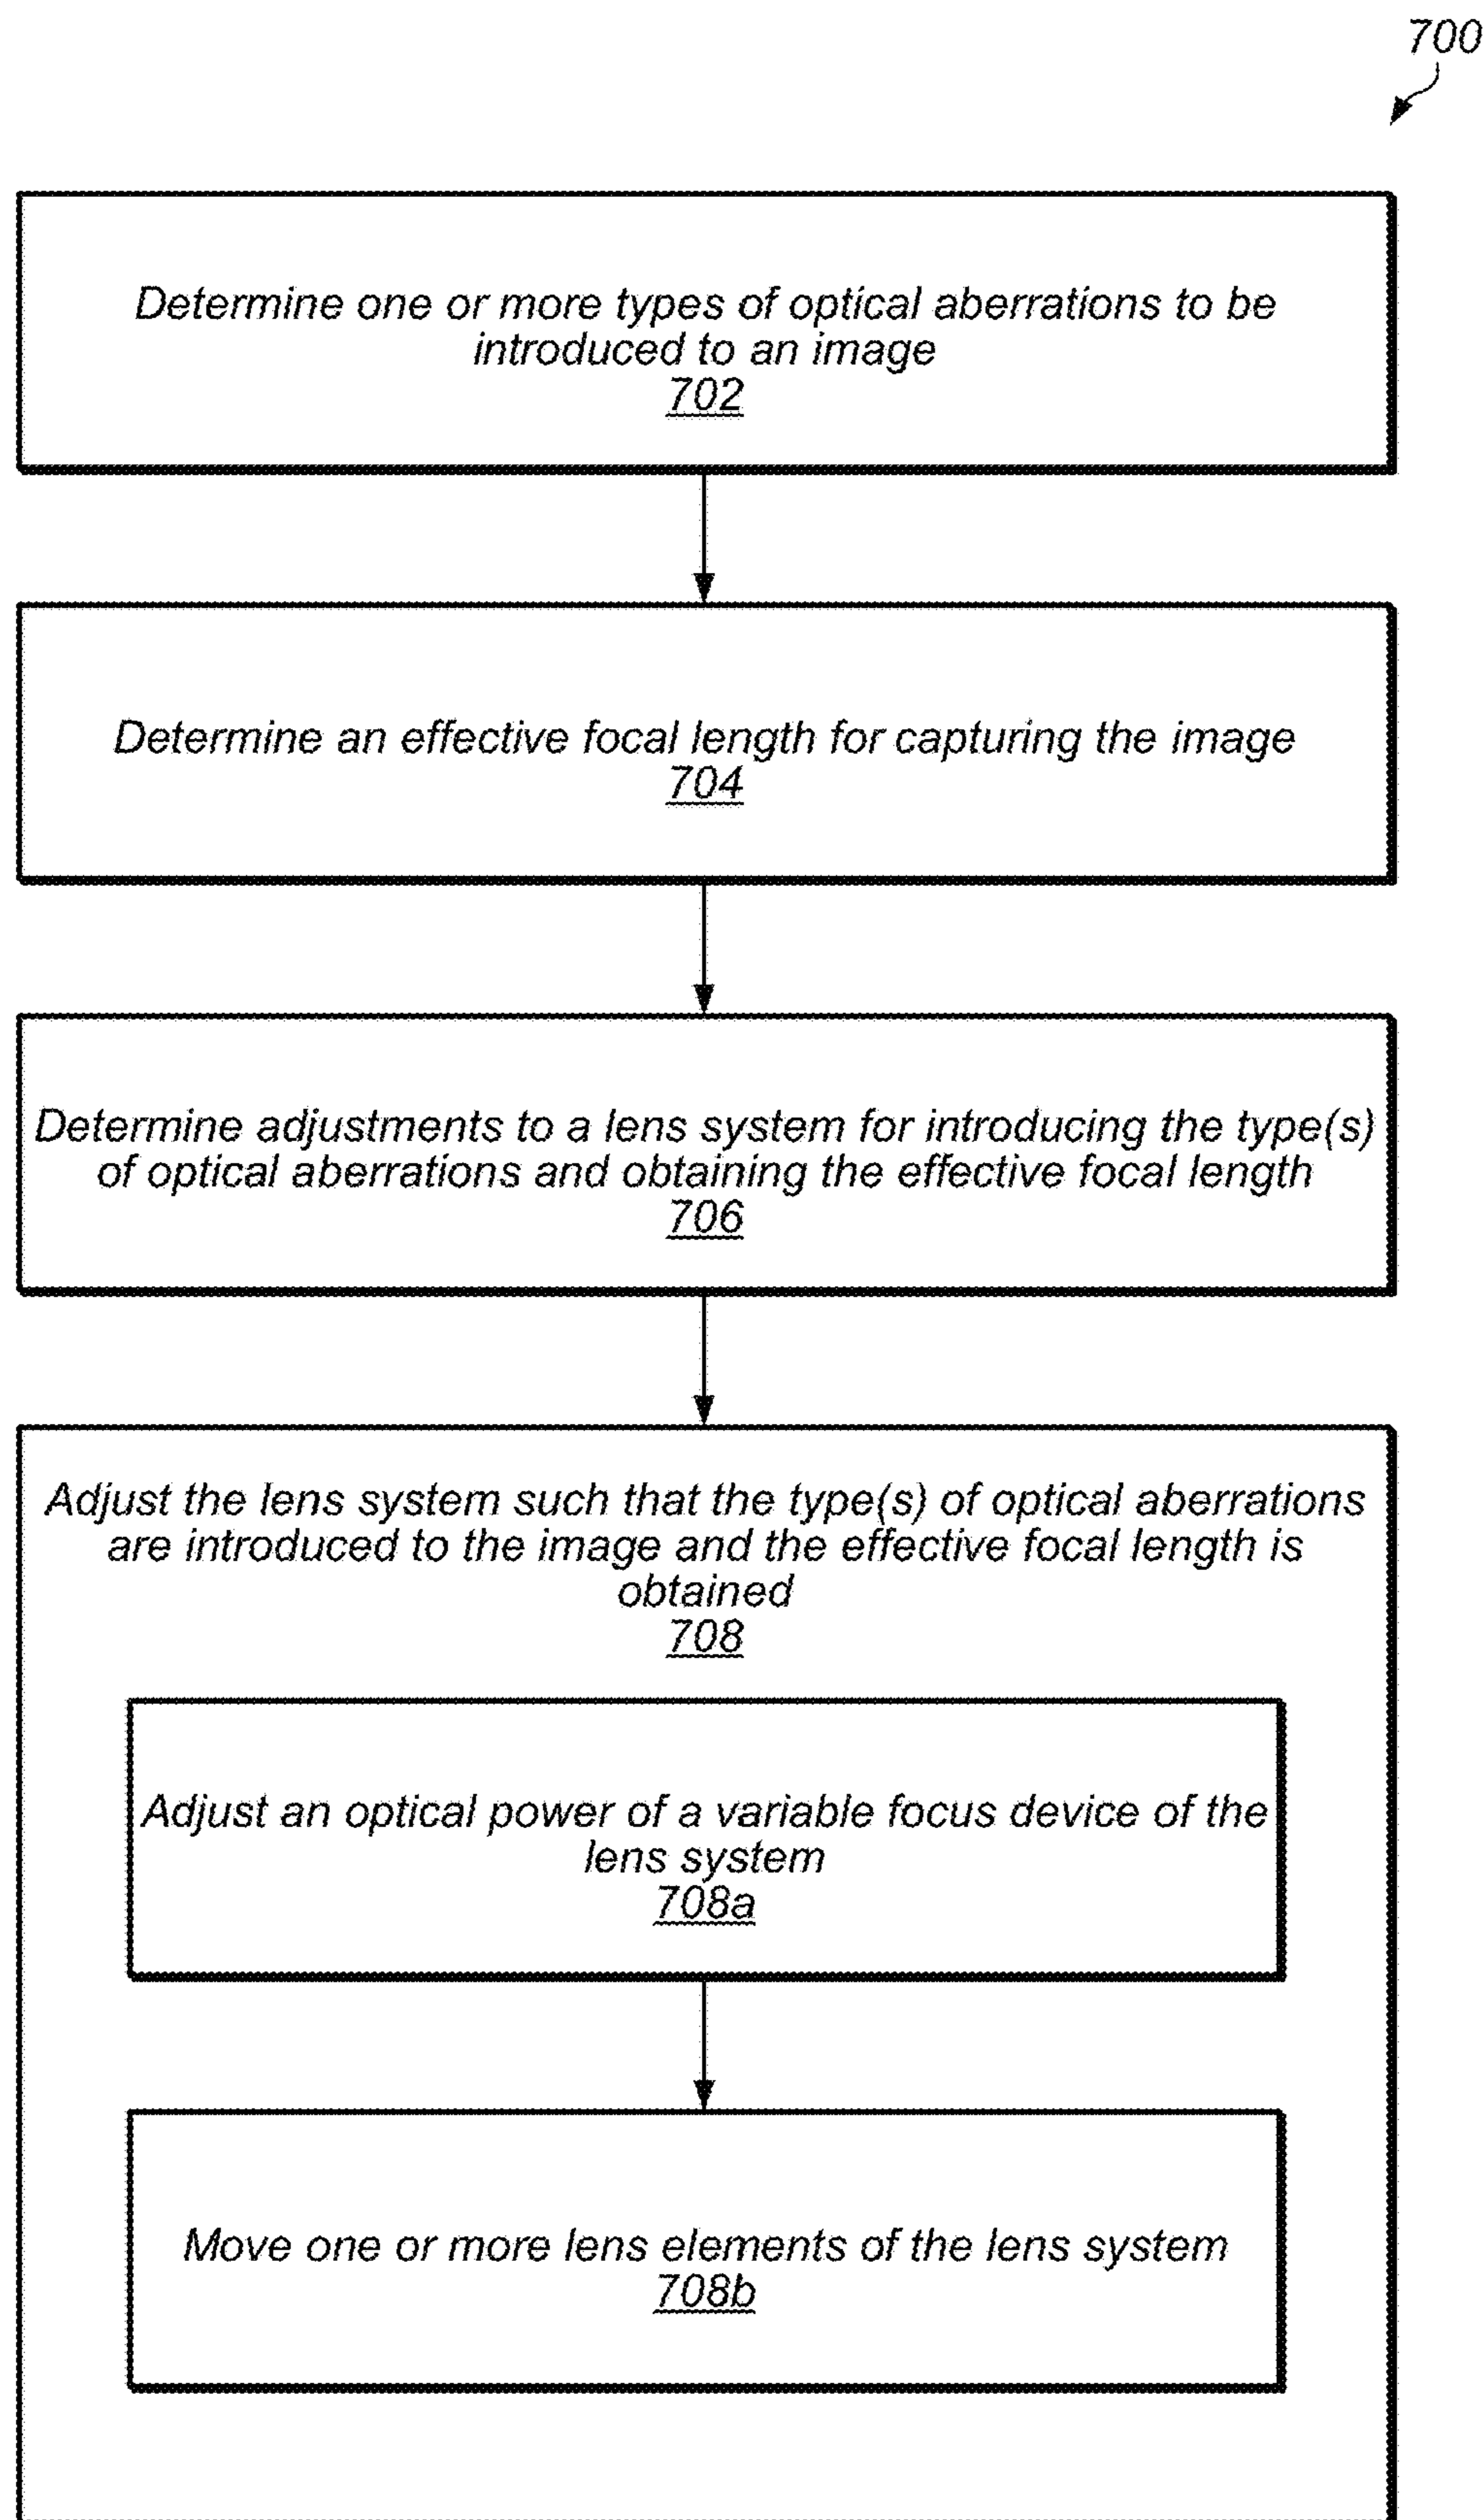 700
Determine one or more types of optical aberrations to be
introduced to an image
702
Determine an effective focal length for capturing the image
704
Determine adjustments to a lens system for introducing the type(s)
of optical aberrations and obtaining the effective focal length
706
Adjust the lens system such that the type(s) of optical aberrations
are introduced to the image and the effective focal length is
obtained
708
Adjust an optical power of a variable focus device of the
lens system
708a
Move one or more lens elements of the lens system
708b